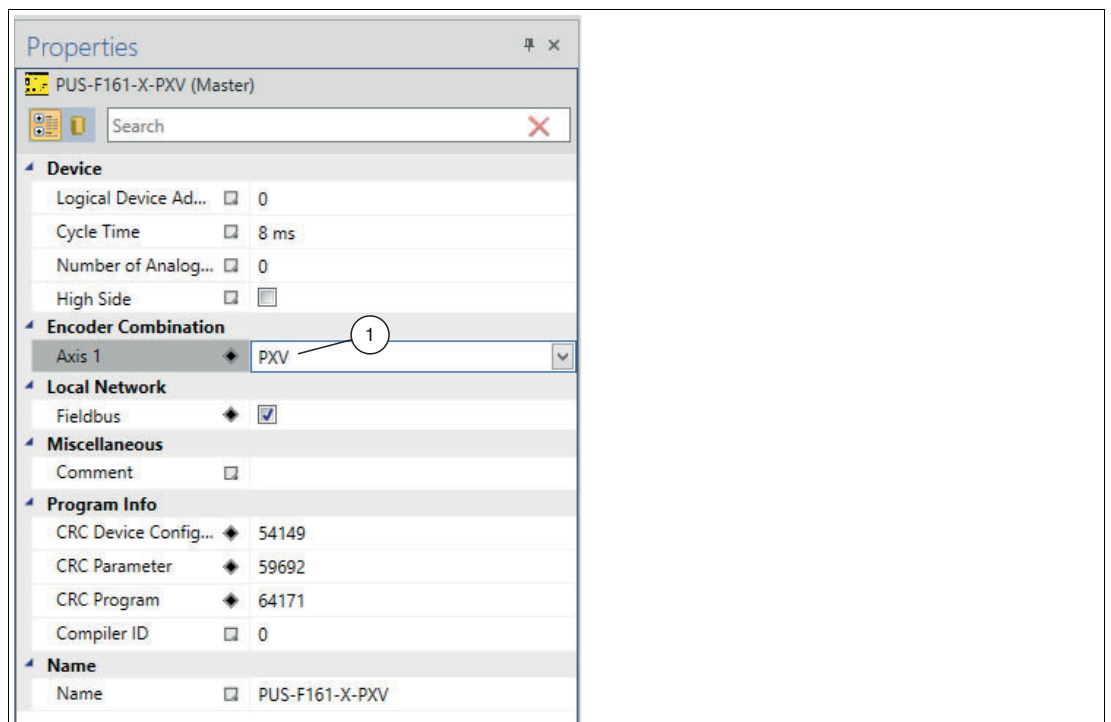 Properties
PUS-F161-X-PXV (Master)
Search
Device
Logical Device Ad... 0
Cycle Time 8 ms
Number of Analog... 0
High Side
Encoder Combination
1
Axis 1 PXV
Local Network
Fieldbus
Miscellaneous
Comment
Program Info
CRC Device Config... 54149
CRC Parameter 59692
CRC Program 64171
Compiler ID 0
Name
Name PUS-F161-X-PXV